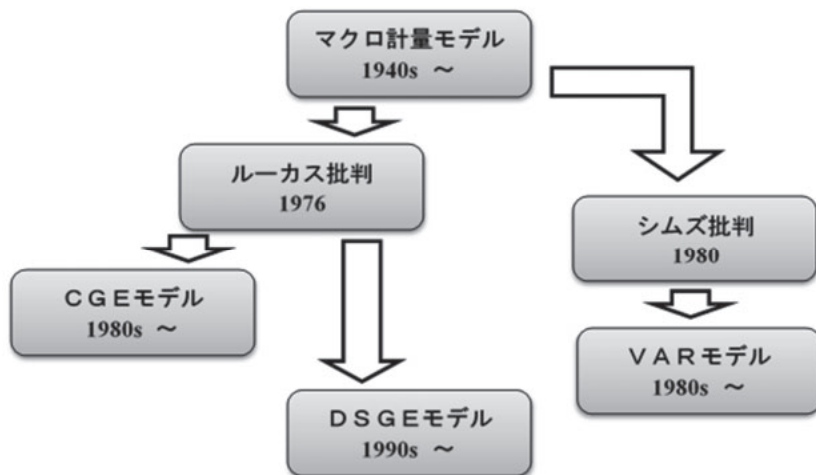 マクロ計量モデル
1940s ～
ルーカス批判
1976
シムズ批判
1980
ＣＧＥモデル
1980s ～
ＶＡＲモデル
1980s ～
ＤＳＧＥモデル
1990s ～